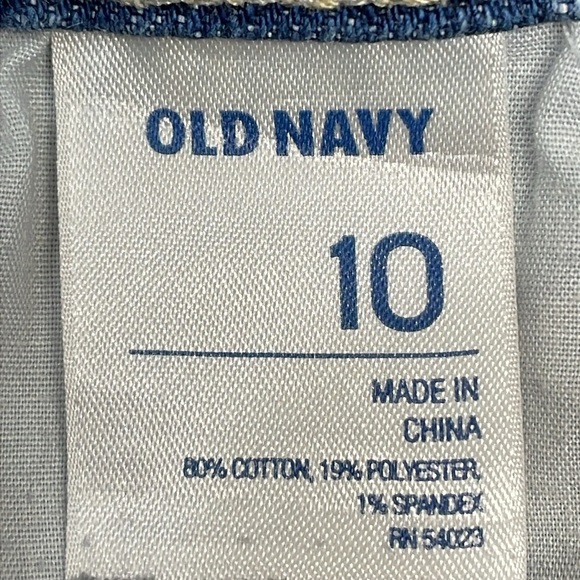 OLD NAVY
10
MADE IN
CHINA
80% COTTON, 19% POLYESTER,
1% SPANDEX
RN 54023